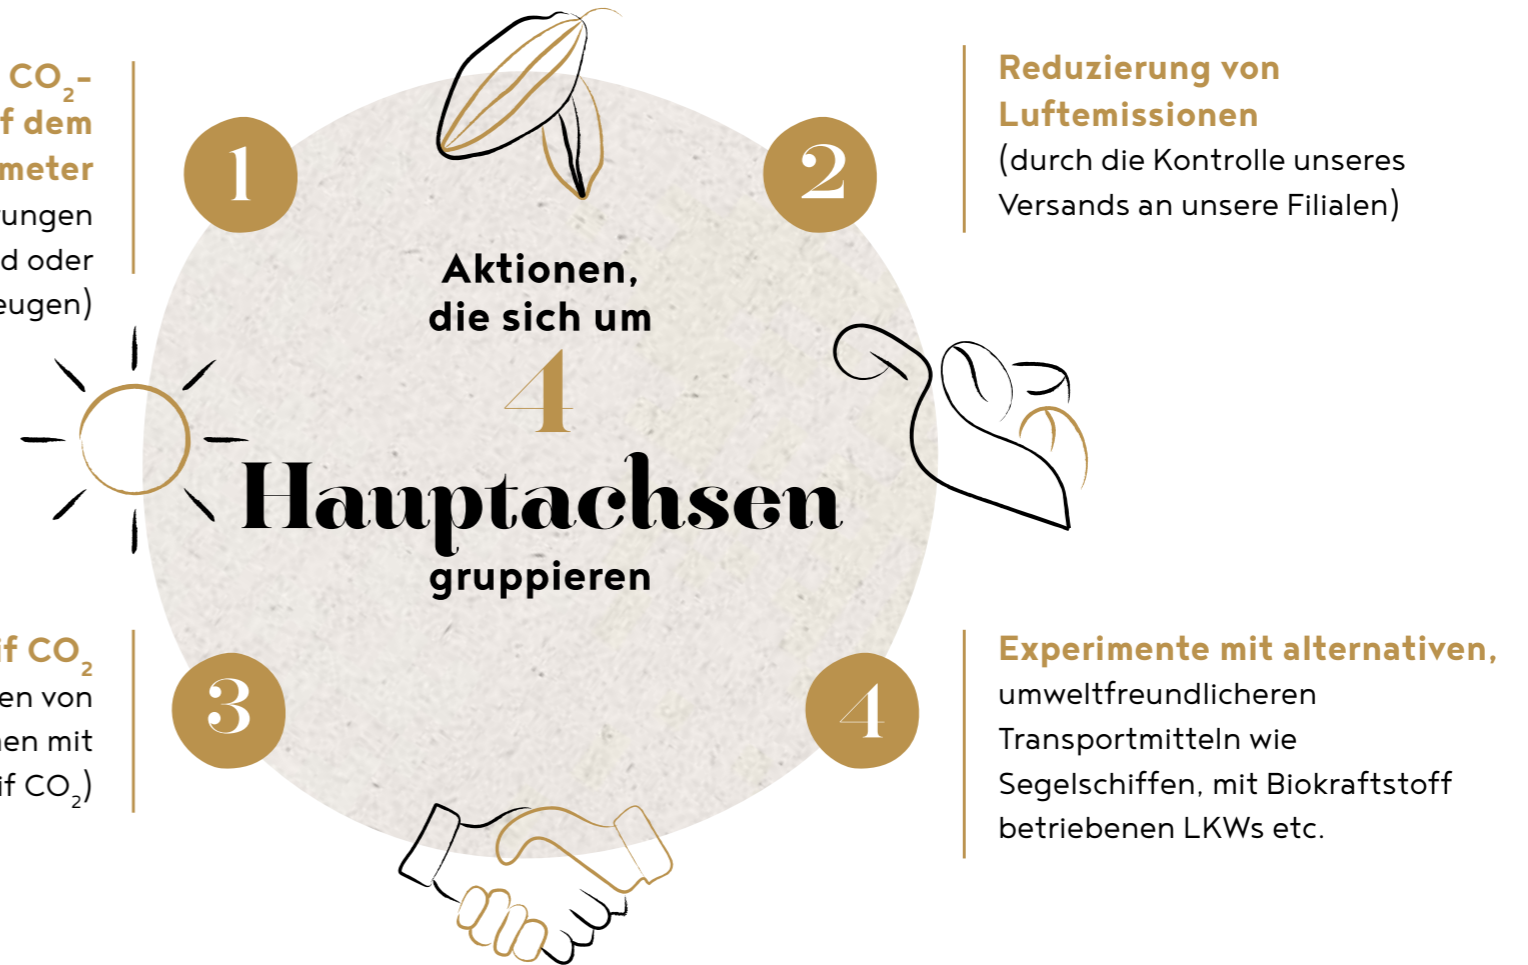 CO₂-
f dem
meter
rungen
d oder
eugen)
1
2
Reduzierung von
Luftemissionen
(durch die Kontrolle unseres
Versands an unsere Filialen)
Aktionen,
die sich um
4
Hauptachsen
gruppieren
if CO₂
en von
en mit
if CO₂)
3
4
Experimente mit alternativen,
umweltfreundlicheren
Transportmitteln wie
Segelschiffen, mit Biokraftstoff
betriebenen LKWs etc.